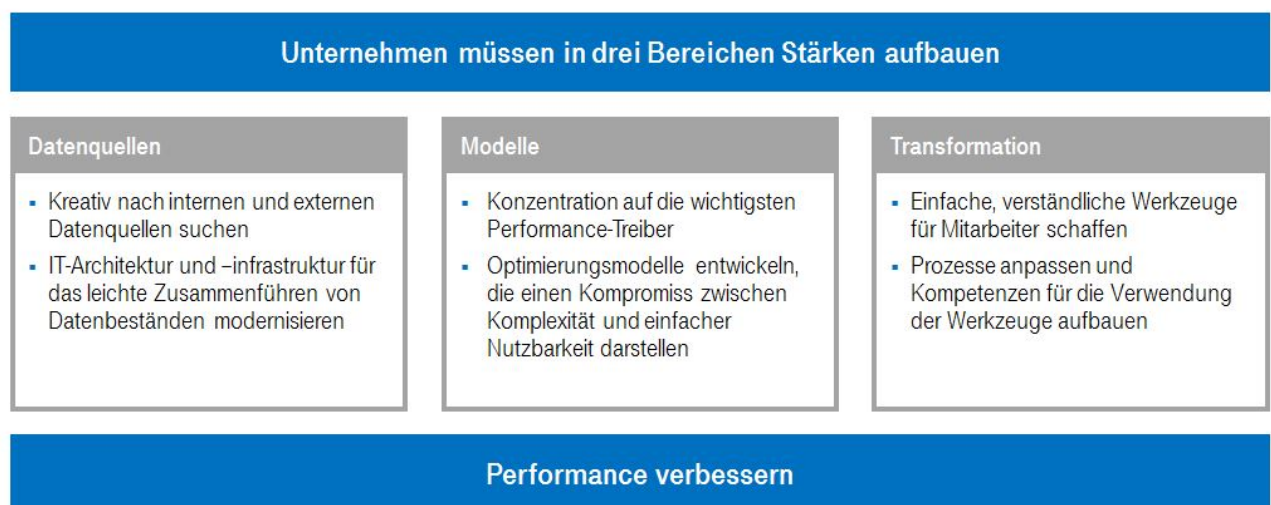 Unternehmen müssen in drei Bereichen Stärken aufbauen
Datenquellen
▪ Kreativ nach internen und externen
Datenquellen suchen
▪ IT-Architektur und –infrastruktur für
das leichte Zusammenführen von
Datenbeständen modernisieren
Modelle
▪ Konzentration auf die wichtigsten
Performance-Treiber
▪ Optimierungsmodelle entwickeln,
die einen Kompromiss zwischen
Komplexität und einfacher
Nutzbarkeit darstellen
Transformation
▪ Einfache, verständliche Werkzeuge
für Mitarbeiter schaffen
▪ Prozesse anpassen und
Kompetenzen für die Verwendung
der Werkzeuge aufbauen
Performance verbessern